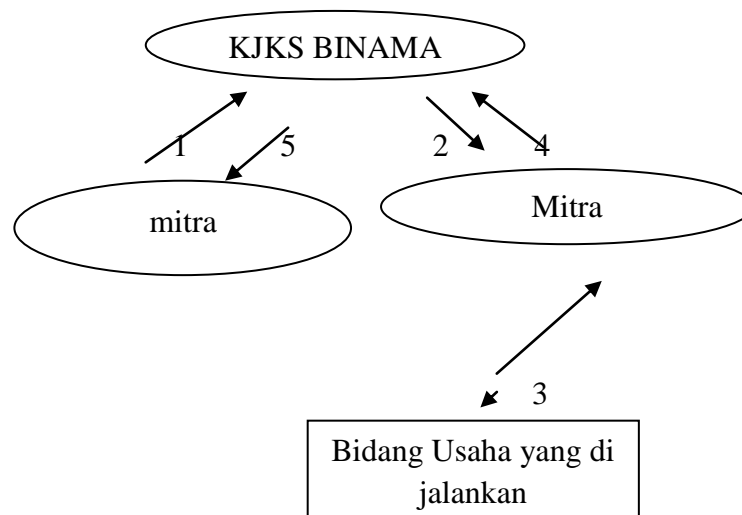 KJKS BINAMA
1
5
2
4
mitra
Mitra
3
Bidang Usaha yang di
jalankan